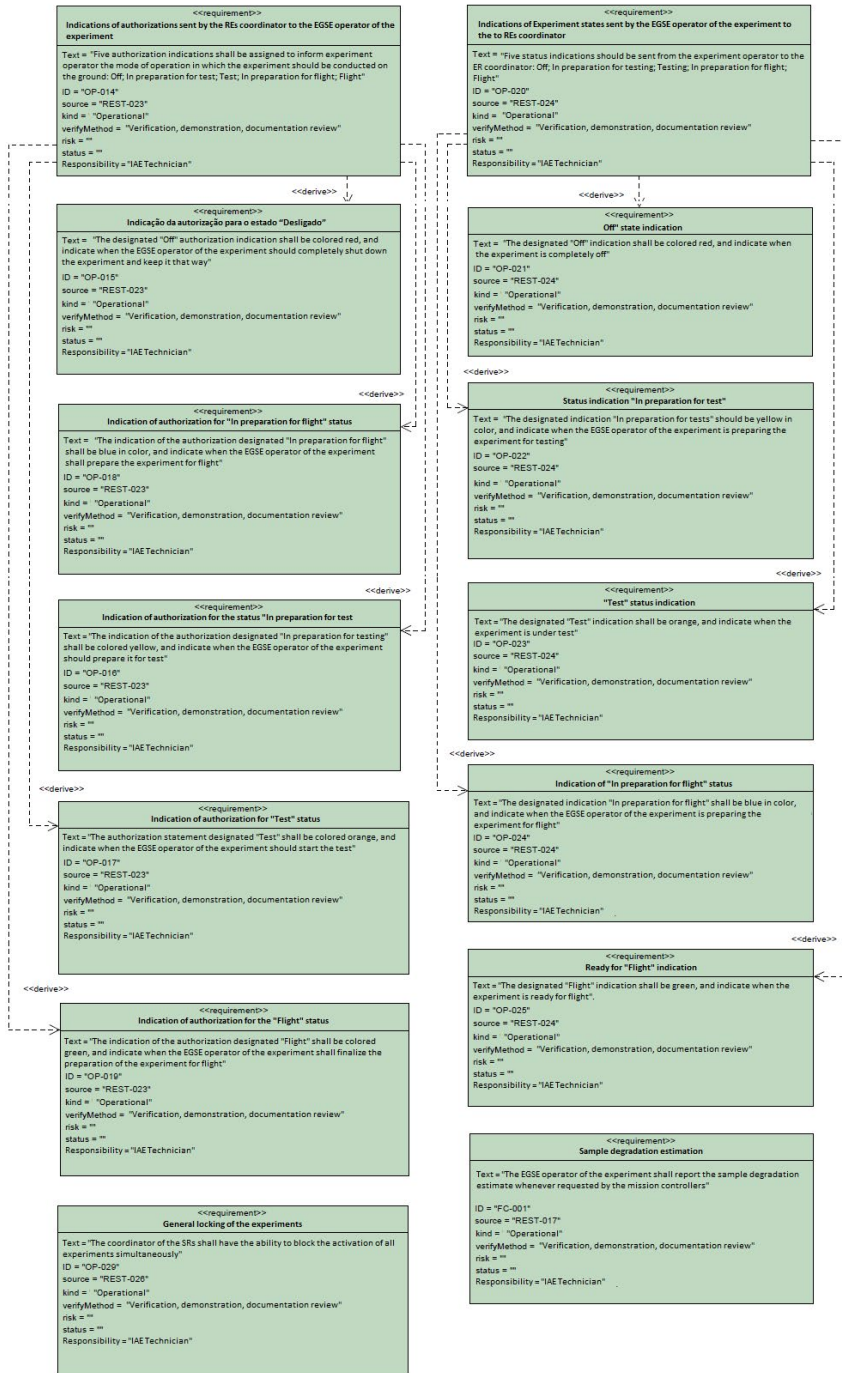 <<requirement>>
Indications of authorizations sent by the REs coordinator to the EGSE operator of the
experiment
Text = "Five authorization indications shall be assigned to inform experiment
operator the mode of operation in which the experiment should be conducted on
the ground: Off; In preparation for test; Test; In preparation for flight; Flight"
ID = "OP-014"
source = "REST-023"
kind = "Operational"
verifyMethod = "Verification, demonstration, documentation review"
risk = ""
status = ""
Responsibility = "IAE Technician"
<<derive>>
<<requirement>>
Indicação da autorização para o estado "Desligado"
Text = "The designated "Off" authorization indication shall be colored red, and
indicate when the EGSE operator of the experiment should completely shut down
the experiment and keep it that way"
ID = "OP-015"
source = "REST-023"
kind = "Operational"
verifyMethod = "Verification, demonstration, documentation review"
risk = ""
status = ""
Responsibility = "IAE Technician"
<<derive>>
<<requirement>>
Indication of authorization for "In preparation for flight" status
Text = "The indication of the authorization designated "In preparation for flight"
shall be blue in color, and indicate when the EGSE operator of the experiment
shall prepare the experiment for flight"
ID = "OP-018"
source = "REST-023"
kind = "Operational"
verifyMethod = "Verification, demonstration, documentation review"
risk = ""
status = ""
Responsibility = "IAE Technician"
<<derive>>
<<requirement>>
Indication of authorization for the status "In preparation for test
Text = "The indication of the authorization designated "In preparation for testing"
shall be colored yellow, and indicate when the EGSE operator of the experiment
should prepare it for test"
ID = "OP-016"
source = "REST-023"
kind = "Operational"
verifyMethod = "Verification, demonstration, documentation review"
risk = ""
status = ""
Responsibility = "IAE Technician"
<<derive>>
<<requirement>>
Indication of authorization for "Test" status
Text = "The authorization statement designated "Test" shall be colored orange, and
indicate when the EGSE operator of the experiment should start the test"
ID = "OP-017"
source = "REST-023"
kind = "Operational"
verifyMethod = "Verification, demonstration, documentation review"
risk = ""
status = ""
Responsibility = "IAE Technician"
<<derive>>
<<requirement>>
Indication of authorization for the "Flight" status
Text = "The indication of the authorization designated "Flight" shall be colored
green, and indicate when the EGSE operator of the experiment shall finalize the
preparation of the experiment for flight"
ID = "OP-019"
source = "REST-023"
kind = "Operational"
verifyMethod = "Verification, demonstration, documentation review"
risk = ""
status = ""
Responsibility = "IAE Technician"
<<requirement>>
General locking of the experiments
Text = "The coordinator of the SRs shall have the ability to block the activation of all
experiments simultaneously"
ID = "OP-029"
source = "REST-026"
kind = "Operational"
verifyMethod = "Verification, demonstration, documentation review"
risk = ""
status = ""
Responsibility = "IAE Technician"
<<requirement>>
Indications of Experiment states sent by the EGSE operator of the experiment to
the to REs coordinator
Text = "Five status indications should be sent from the experiment operator to the
ER coordinator: Off; In preparation for testing; Testing; In preparation for flight;
Flight"
ID = "OP-020"
source = "REST-024"
kind = "Operational"
verifyMethod = "Verification, demonstration, documentation review"
risk = ""
status = ""
Responsibility = "IAE Technician"
<<derive>>
<<requirement>>
Off" state indication
Text = "The designated "Off" indication shall be colored red, and indicate when
the experiment is completely off"
ID = "OP-021"
source = "REST-024"
kind = "Operational"
verifyMethod = "Verification, demonstration, documentation review"
risk = ""
status = ""
Responsibility = "IAE Technician"
<<derive>>
<<requirement>>
Status indication "In preparation for test"
Text = "The designated indication "In preparation for tests" should be yellow in
color, and indicate when the EGSE operator of the experiment is preparing the
experiment for testing"
ID = "OP-022"
source = "REST-024"
kind = "Operational"
verifyMethod = "Verification, demonstration, documentation review"
risk = ""
status = ""
Responsibility = "IAE Technician"
<<derive>>
<<requirement>>
"Test" status indication
Text = "The designated "Test" indication shall be orange, and indicate when the
experiment is under test"
ID = "OP-023"
source = "REST-024"
kind = "Operational"
verifyMethod = "Verification, demonstration, documentation review"
risk = ""
status = ""
Responsibility = "IAE Technician"
<<derive>>
<<requirement>>
Indication of "In preparation for flight" status
Text = "The designated indication "In preparation for flight" shall be blue in color,
and indicate when the EGSE operator of the experiment is preparing the
experiment for flight"
ID = "OP-024"
source = "REST-024"
kind = "Operational"
verifyMethod = "Verification, demonstration, documentation review"
risk = ""
status = ""
Responsibility = "IAE Technician"
<<derive>>
<<requirement>>
Ready for "Flight" indication
Text = "The designated "Flight" indication shall be green, and indicate when the
experiment is ready for flight".
ID = "OP-025"
source = "REST-024"
kind = "Operational"
verifyMethod = "Verification, demonstration, documentation review"
risk = ""
status = ""
Responsibility = "IAE Technician"
<<requirement>>
Sample degradation estimation
Text = "The EGSE operator of the experiment shall report the sample degradation
estimate whenever requested by the mission controllers"
ID = "FC-001"
source = "REST-017"
kind = "Operational"
verifyMethod = "Verification, demonstration, documentation review"
risk = ""
status = ""
Responsibility = "IAE Technician"